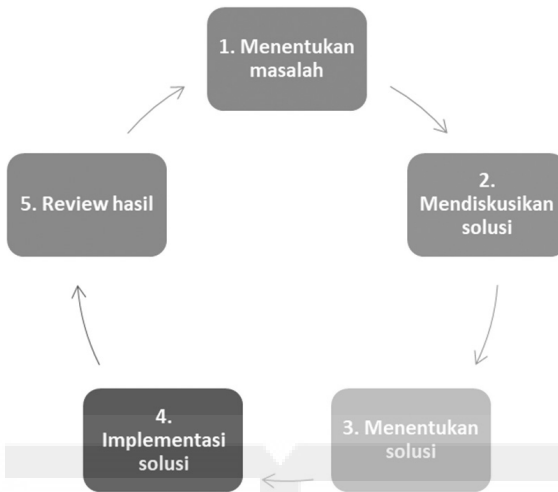 1. Menentukan
masalah
2.
Mendiskusikan
solusi
3. Menentukan
solusi
4.
Implementasi
solusi
5. Review hasil